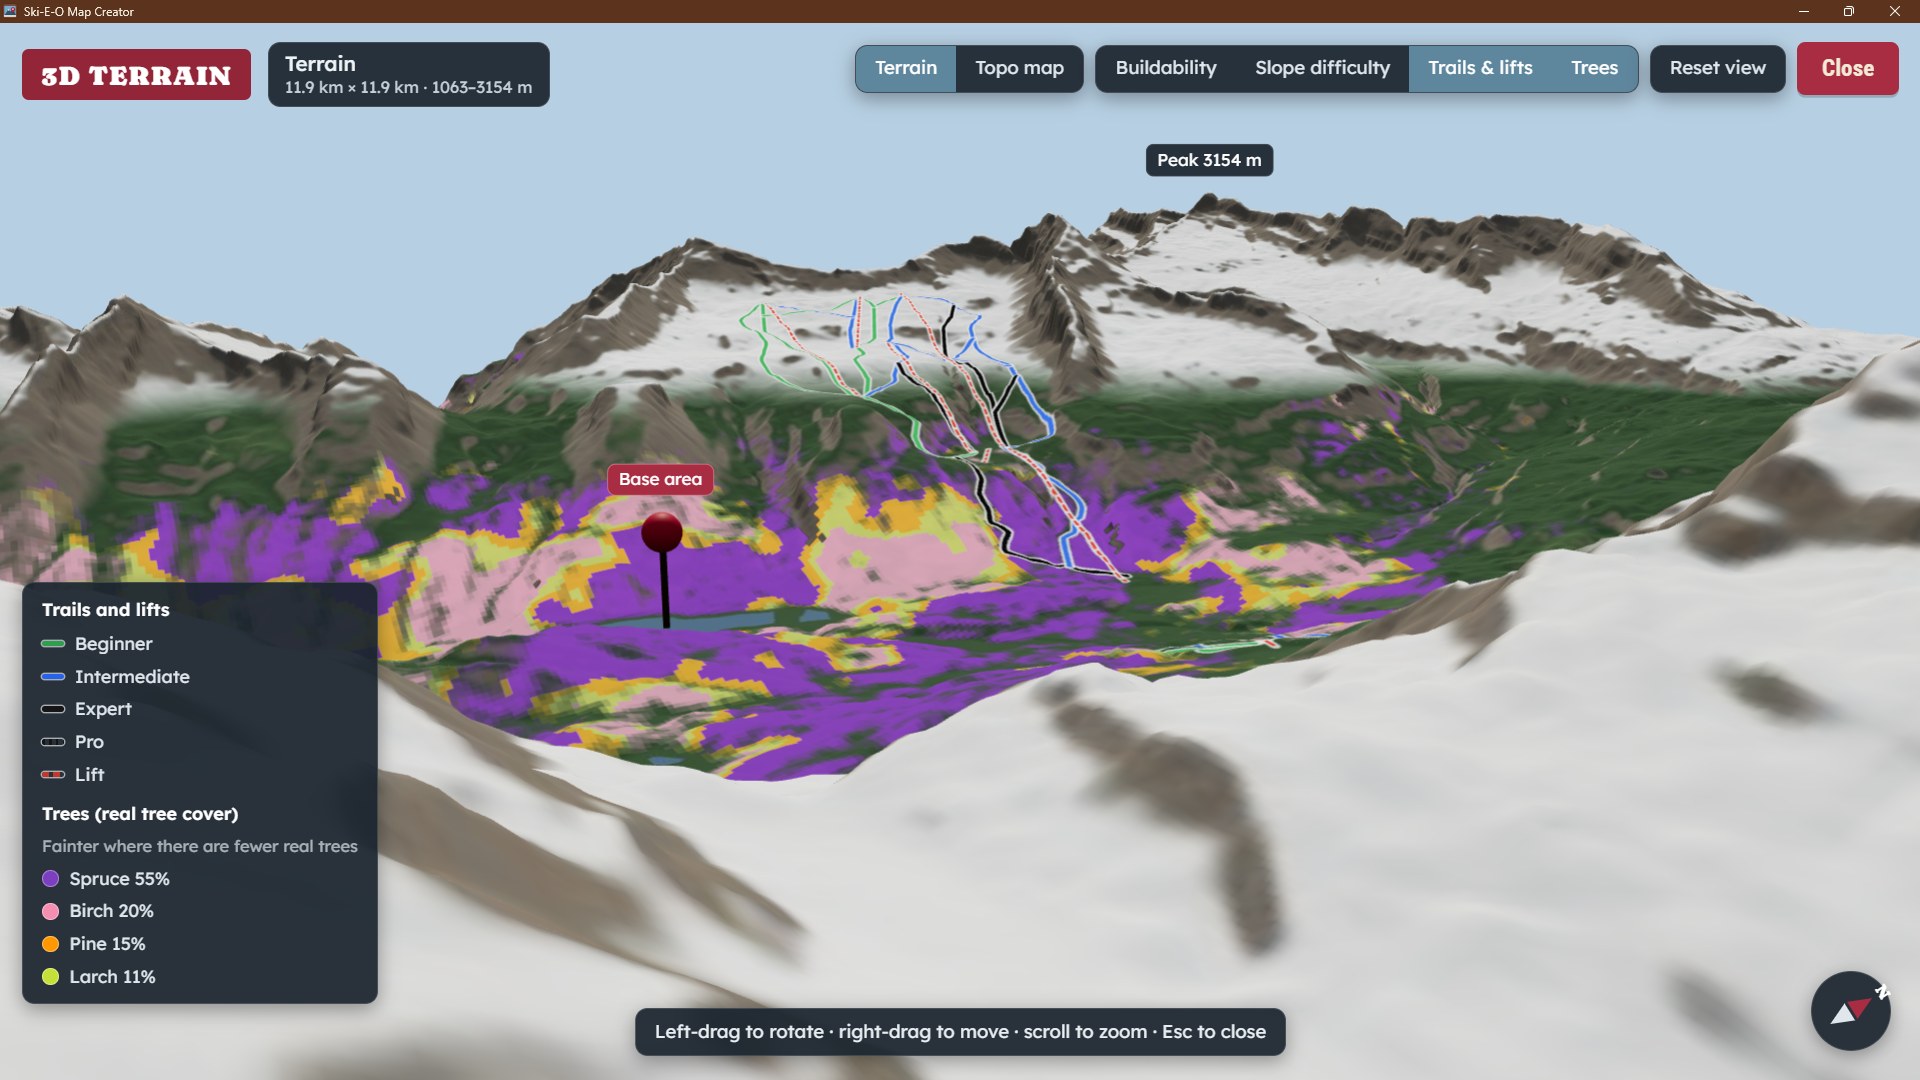 Ski-E-O Map Creator
3D TERRAIN
Terrain
11.9 km × 11.9 km · 1063–3154 m
Terrain
Topo map
Buildability
Slope difficulty
Trails & lifts
Trees
Reset view
Close
Peak 3154 m
Base area
Trails and lifts
Beginner
Intermediate
Expert
Pro
Lift
Trees (real tree cover)
Fainter where there are fewer real trees
Spruce 55%
Birch 20%
Pine 15%
Larch 11%
N
Left-drag to rotate · right-drag to move · scroll to zoom · Esc to close